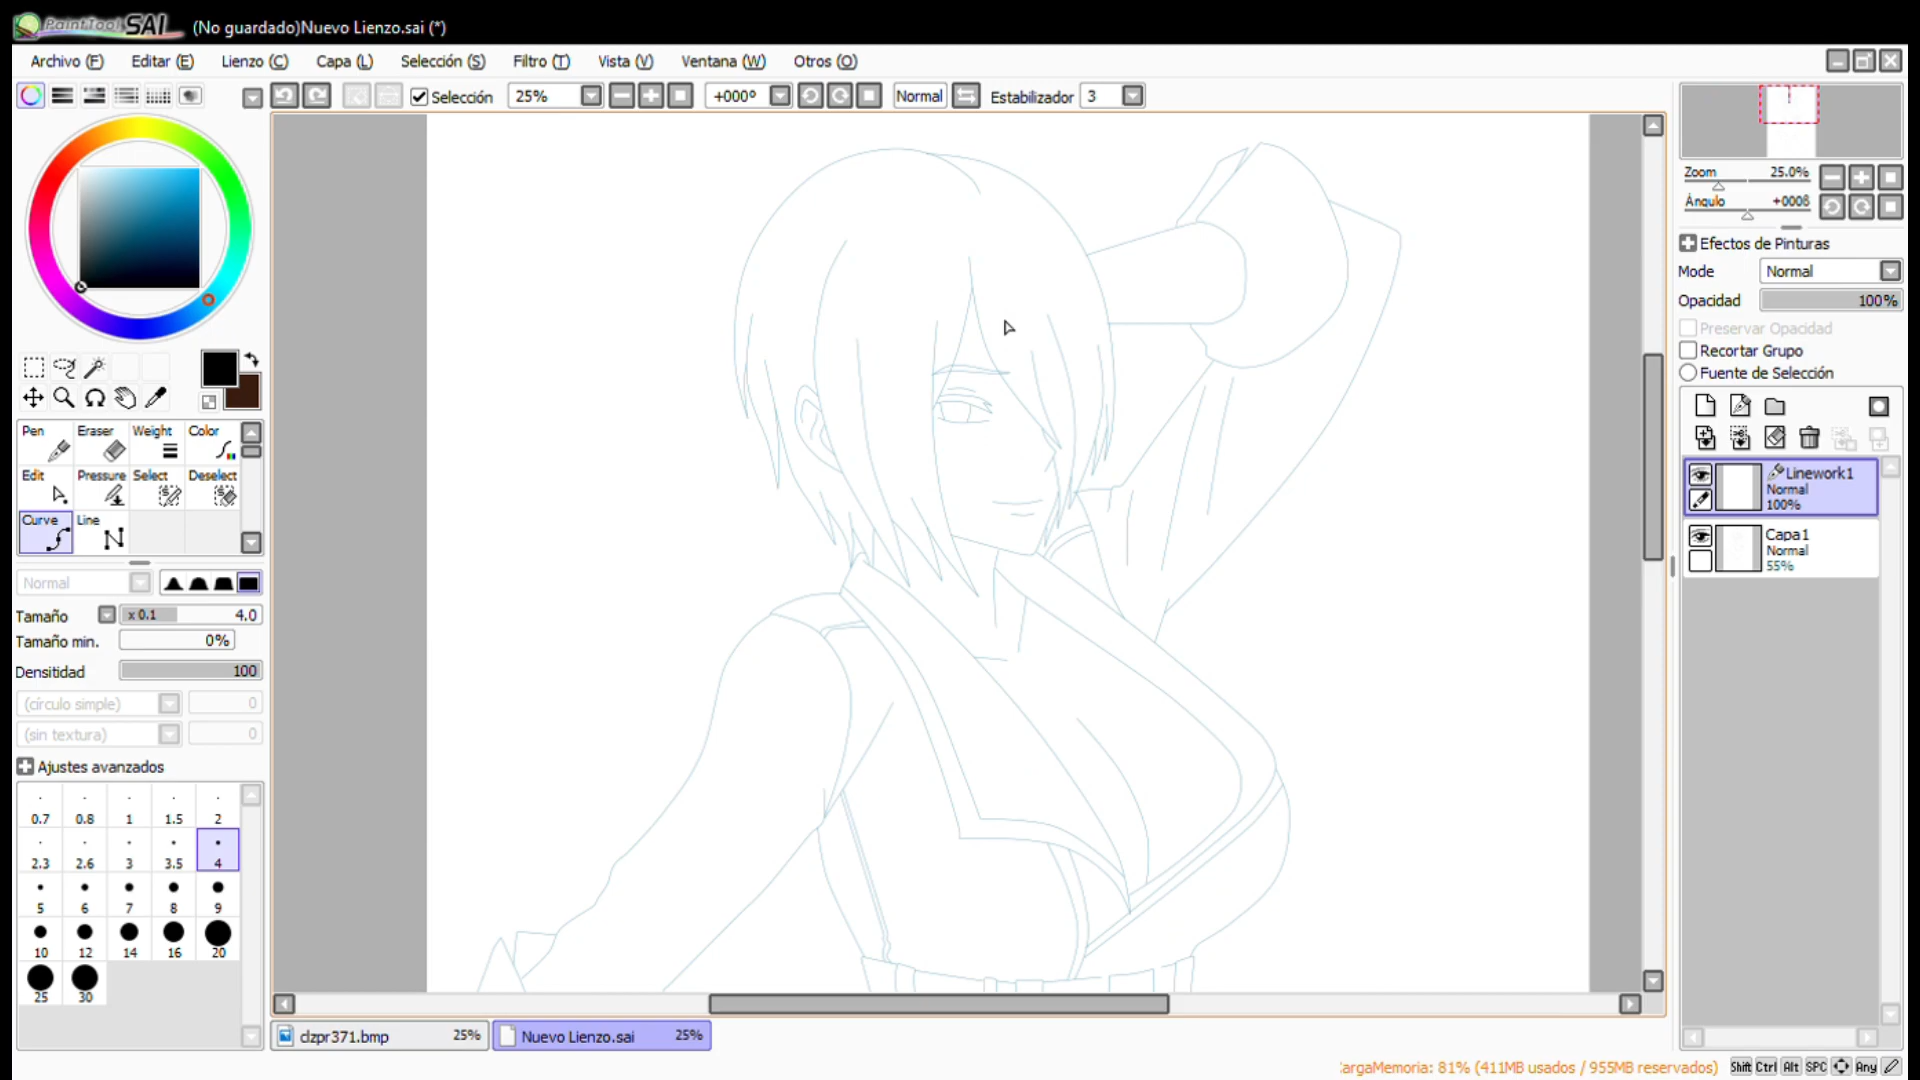 PaintTool SAI (No guardado)Nuevo Lienzo.sai (*)
Archivo (F) Editar (E) Lienzo (C) Capa (L) Selección (S) Filtro (T) Vista (V) Ventana (W) Otros (O)
Selección 25% +000º Normal Estabilizador 3
Zoom 25.0%
Ángulo +000ß
Efectos de Pinturas
Mode Normal
Opacidad 100%
Preservar Opacidad
Recortar Grupo
Fuente de Selección
Pen Eraser Weight Color
Edit Pressure Select Deselect
Curve Line
Linework1
Normal
100%
Capa1
Normal
55%
Normal
Tamaño x 0.1 4.0
Tamaño min. 0%
Densitidad 100
(círculo simple) 0
(sin textura) 0
Ajustes avanzados
0.7 0.8 1 1.5 2
2.3 2.6 3 3.5 4
5 6 7 8 9
10 12 14 16 20
25 30
clzpr371.bmp 25% Nuevo Lienzo.sai 25%
argaMemoria: 81% (411MB usados / 955MB reservados) Shift Ctrl Alt SPC Any